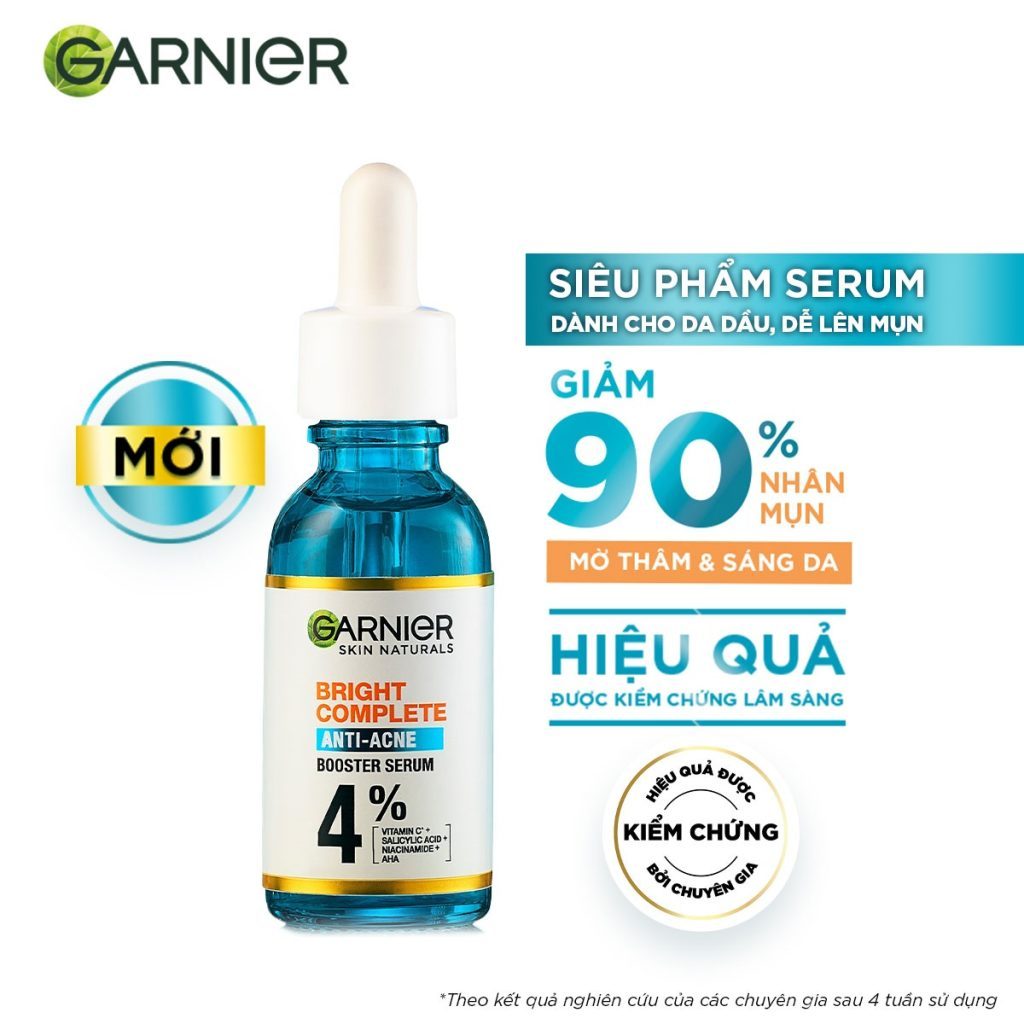 GARNIER
MỚI
GARNIER
SKIN NATURALS
BRIGHT
COMPLETE
ANTI-ACNE
BOOSTER SERUM
4%
VITAMIN C* +
SALICYLIC ACID +
NIACINAMIDE +
AHA
SIÊU PHẨM SERUM
DÀNH CHO DA DẦU, DỄ LÊN MỤN
GIẢM
90%
NHÂN
MỤN
MỜ THÂM & SÁNG DA
HIỆU QUẢ
ĐƯỢC KIỂM CHỨNG LÂM SÀNG
HIỆU QUẢ ĐƯỢC
KIỂM CHỨNG
BỞI CHUYÊN GIA
*Theo kết quả nghiên cứu của các chuyên gia sau 4 tuần sử dụng